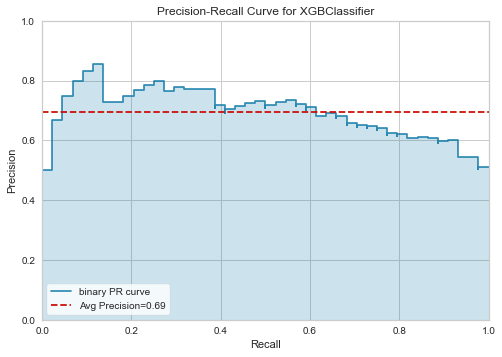 Precision-Recall Curve for XGBClassifier
1.0
0.8
0.6
0.4
0.2
0.0
Precision
binary PR curve
Avg Precision=0.69
0.0 0.2 0.4 0.6 0.8 1.0
Recall